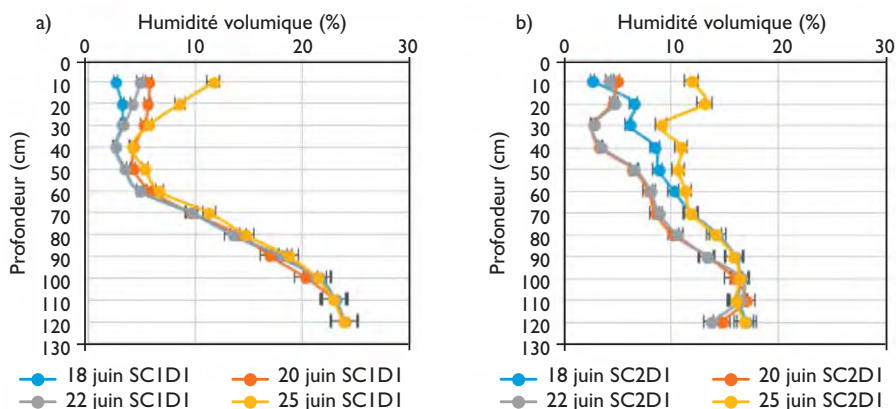 a) Humidité volumique (%)
0 10 20 30
0
10
20
30
40
50
60
70
80
90
100
110
120
130
Profondeur (cm)
18 juin SC1D1 20 juin SC1D1
22 juin SC1D1 25 juin SC1D1
b) Humidité volumique (%)
0 10 20 30
0
10
20
30
40
50
60
70
80
90
100
110
120
130
Profondeur (cm)
18 juin SC2D1 20 juin SC2D1
22 juin SC2D1 25 juin SC2D1